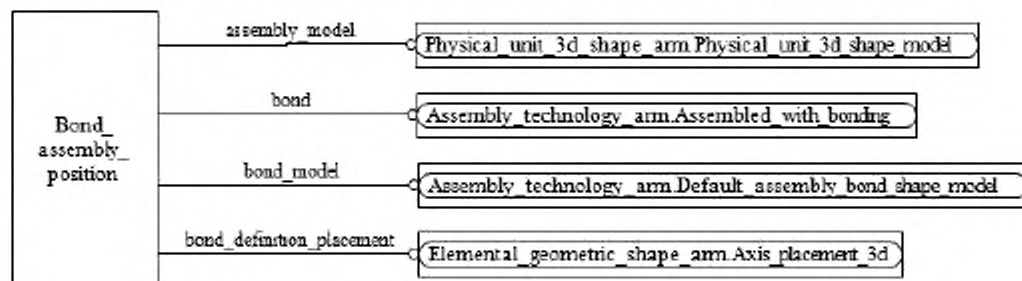 assembly_model
Physical_unit_3d_shape_arm.Physical_unit_3d_shape_model
bond
Assembly_technology_arm.Assembled_with_bonding
Bond_
assembly_
position
bond_model
Assembly_technology_arm.Default_assembly_bond_shape_model
bond_definition_placement
Elemental_geometric_shape_arm.Axis_placement_3d